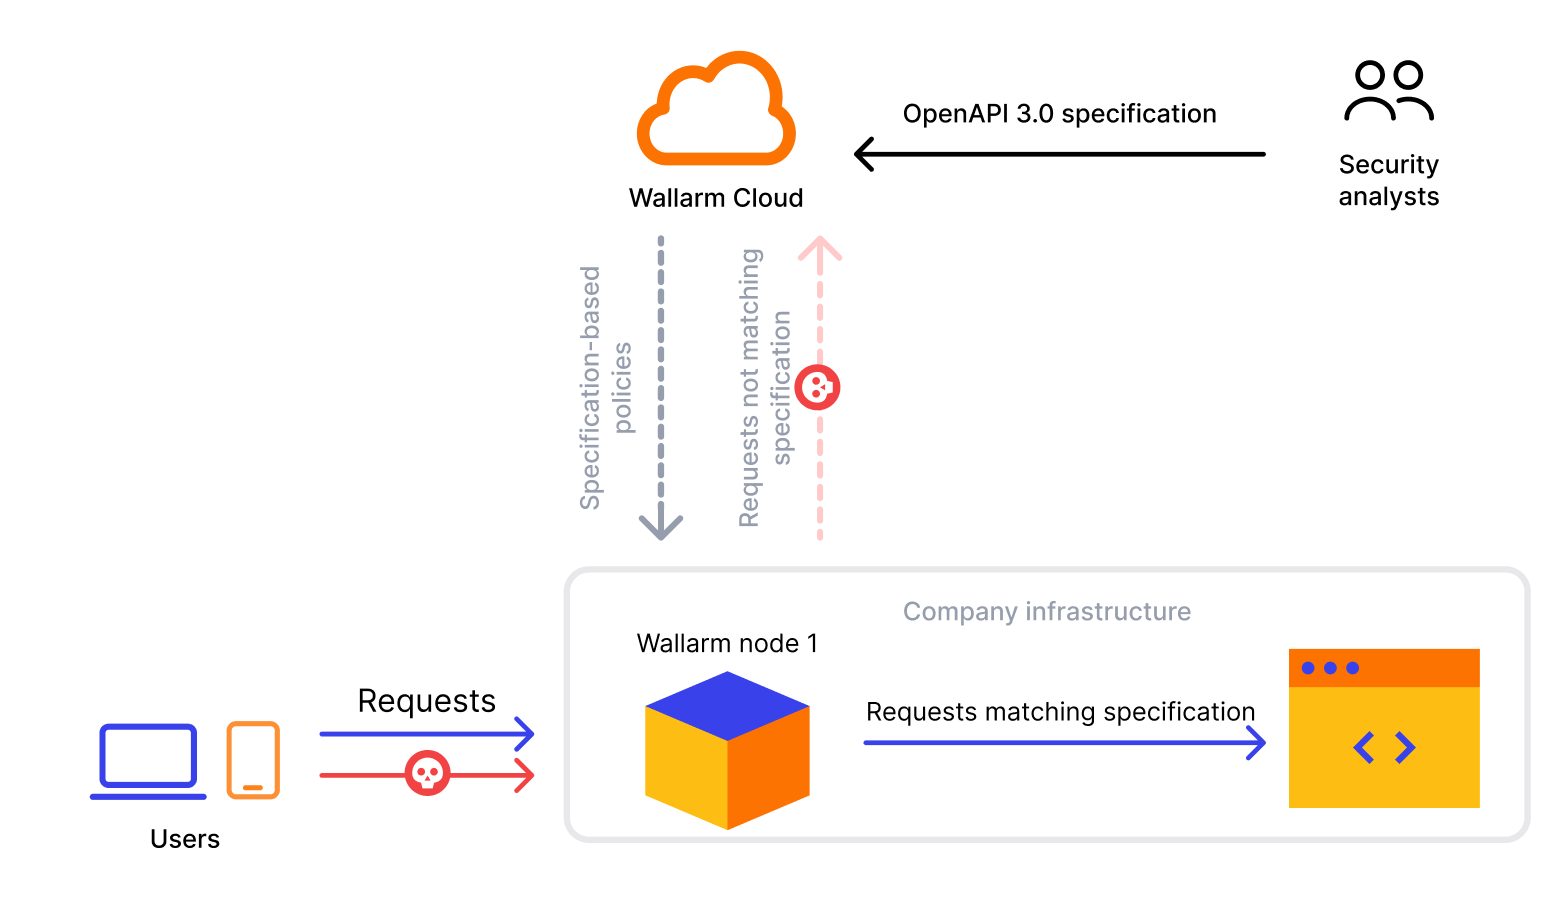 OpenAPI 3.0 specification
Security
analysts
Wallarm Cloud
Specification-based
policies
Requests not matching
specification
Company infrastructure
Wallarm node 1
Requests
Requests matching specification
Users